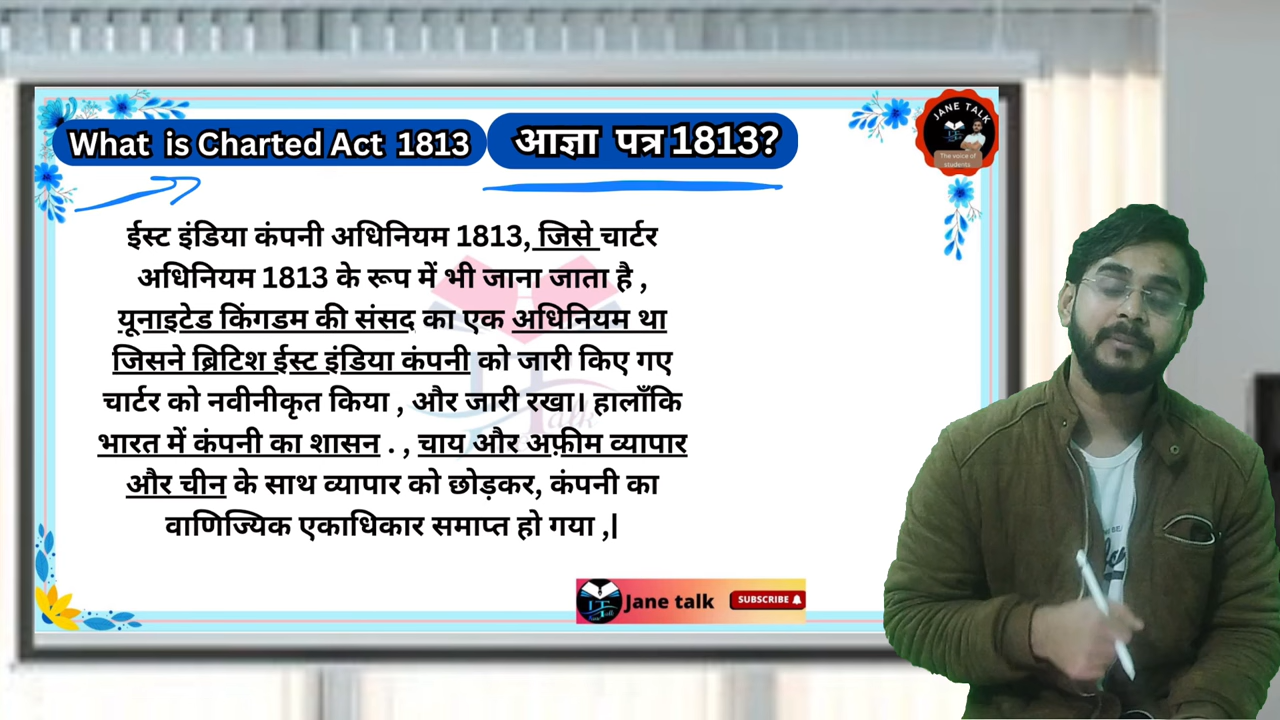 What is Charted Act 1813
आज्ञा पत्र 1813?
JANE TALK
The voice of
students
ईस्ट इंडिया कंपनी अधिनियम 1813, जिसे चार्टर
अधिनियम 1813 के रूप में भी जाना जाता है ,
यूनाइटेड किंगडम की संसद का एक अधिनियम था
जिसने ब्रिटिश ईस्ट इंडिया कंपनी को जारी किए गए
चार्टर को नवीनीकृत किया , और जारी रखा। हालाँकि
भारत में कंपनी का शासन . , चाय और अफ़ीम व्यापार
और चीन के साथ व्यापार को छोड़कर, कंपनी का
वाणिज्यिक एकाधिकार समाप्त हो गया ,|
Jane talk
SUBSCRIBE